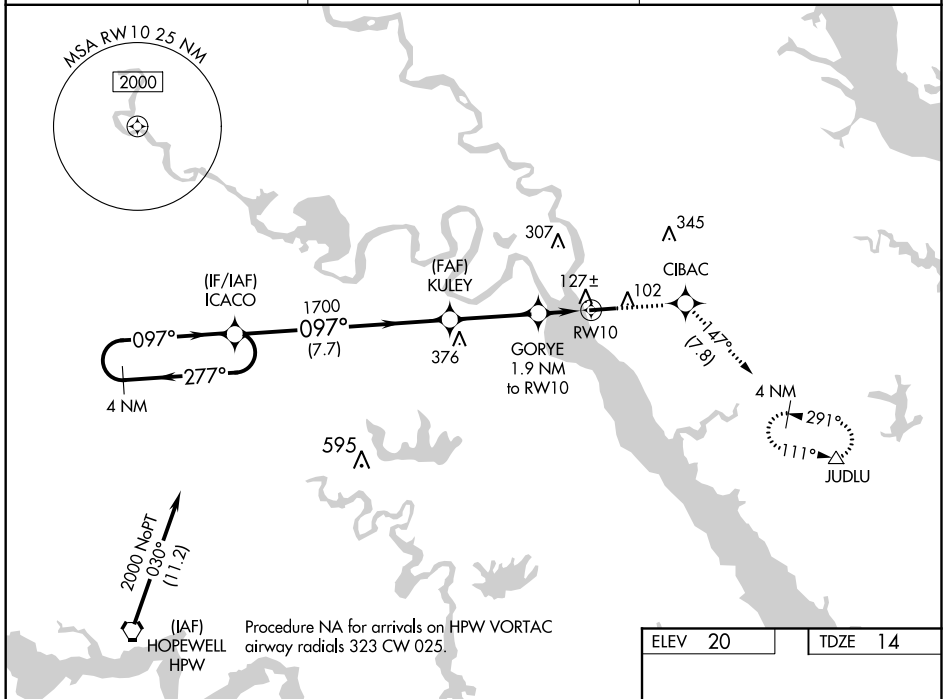 MSA RW10 25 NM
2000
307
345
(IF/IAF)
ICACO
(FAF)
KULEY
CIBAC
127±
102
1700
097°
097°
(7.7)
RW10
147°
(7.8)
277°
376
GORYE
1.9 NM
to RW10
4 NM
4 NM
291°
111°
JUDLU
595
2000 NoPT
030°
(11.2)
(IAF)
HOPEWELL
HPW
Procedure NA for arrivals on HPW VORTAC
airway radials 323 CW 025.
ELEV 20
TDZE 14